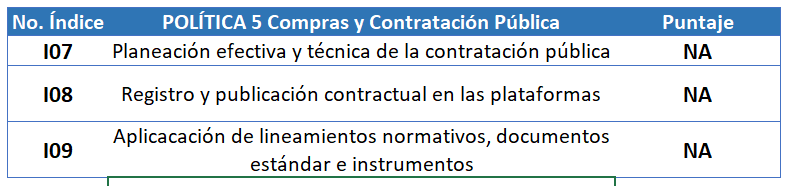 No. Índice POLÍTICA 5 Compras y Contratación Pública Puntaje
I07 Planeación efectiva y técnica de la contratación pública NA
I08 Registro y publicación contractual en las plataformas NA
I09 Aplicacación de lineamientos normativos, documentos estándar e instrumentos NA